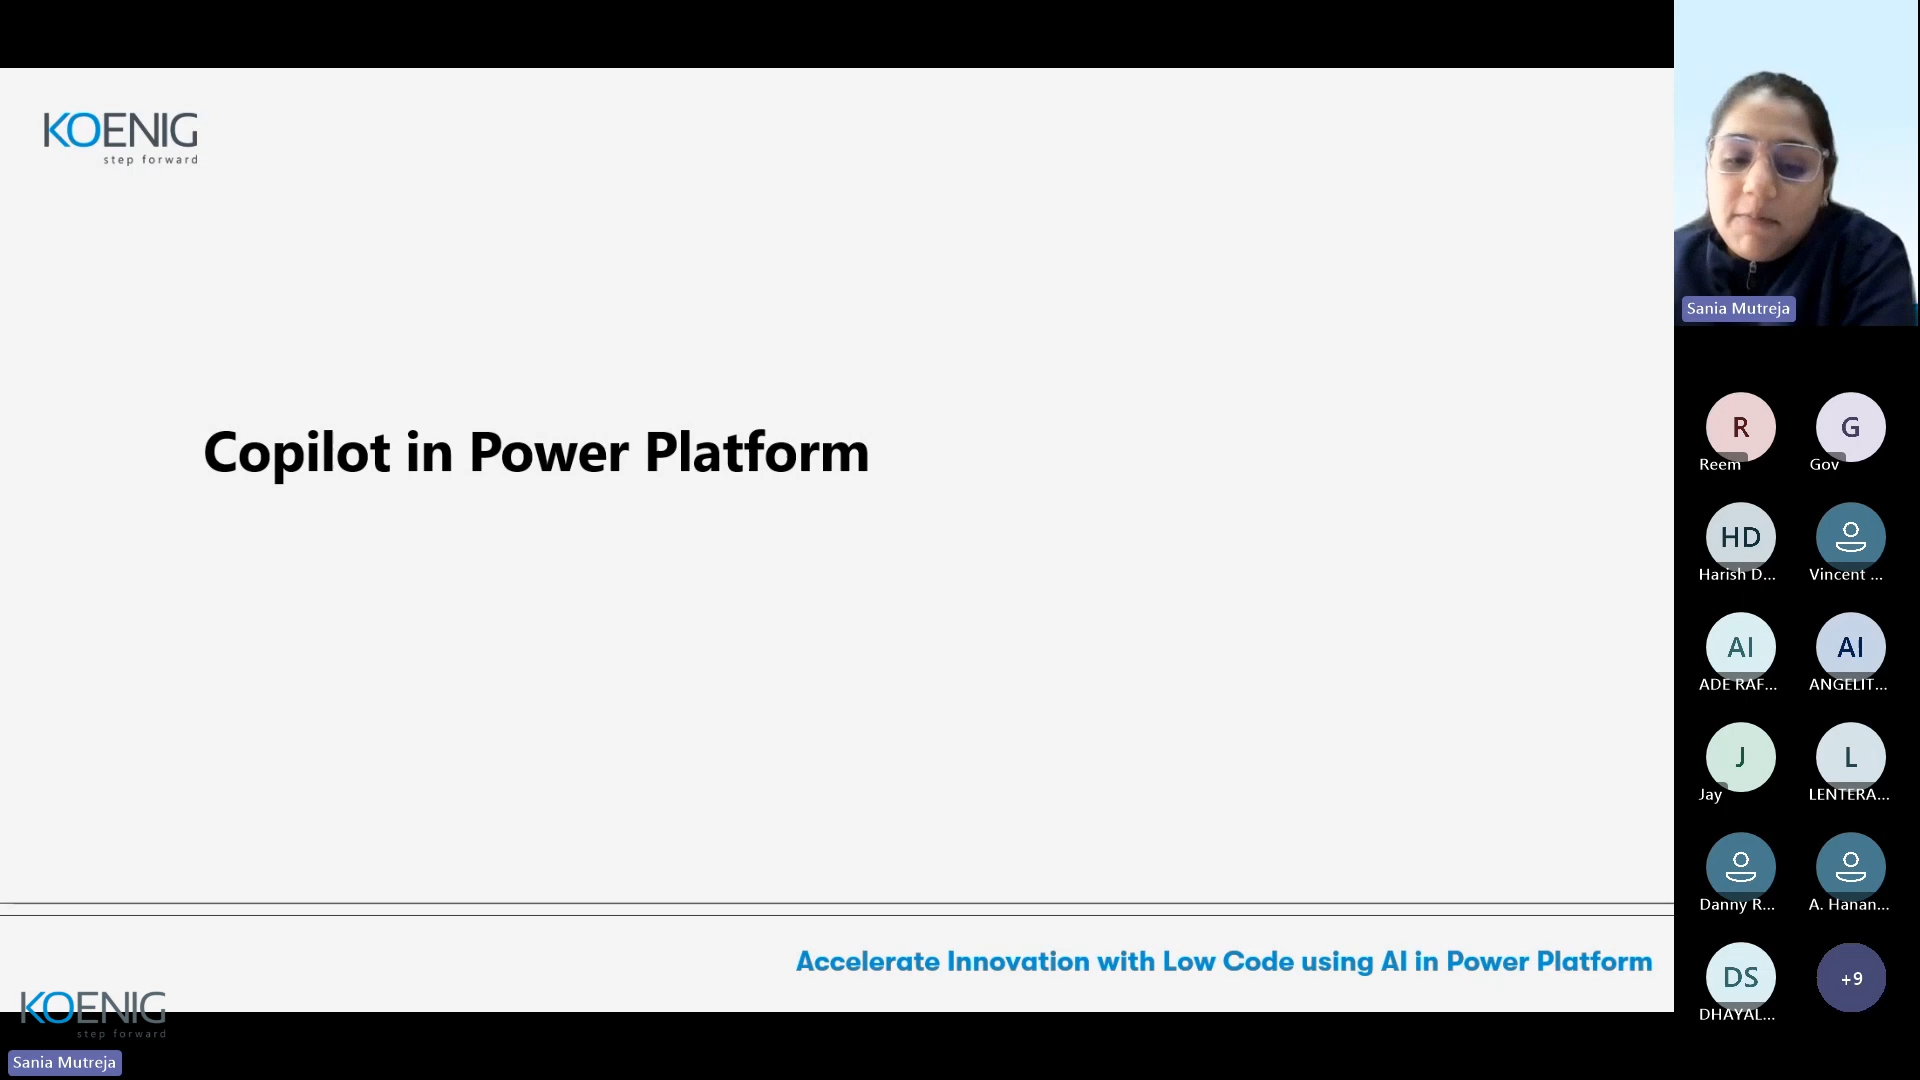 KOENIG
step forward
Copilot in Power Platform
Accelerate Innovation with Low Code using AI in Power Platform
KOENIG
step forward
Sania Mutreja
Sania Mutreja
R
G
Reem
Gov
HD
Harish D...
Vincent ...
AI
AI
ADE RAF...
ANGELIT...
J
L
Jay
LENTERA...
Danny R...
A. Hanan...
DS
+9
DHAYAL...